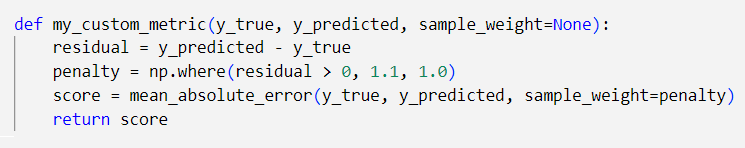 def my_custom_metric(y_true, y_predicted, sample_weight=None):
    residual = y_predicted - y_true
    penalty = np.where(residual > 0, 1.1, 1.0)
    score = mean_absolute_error(y_true, y_predicted, sample_weight=penalty)
    return score